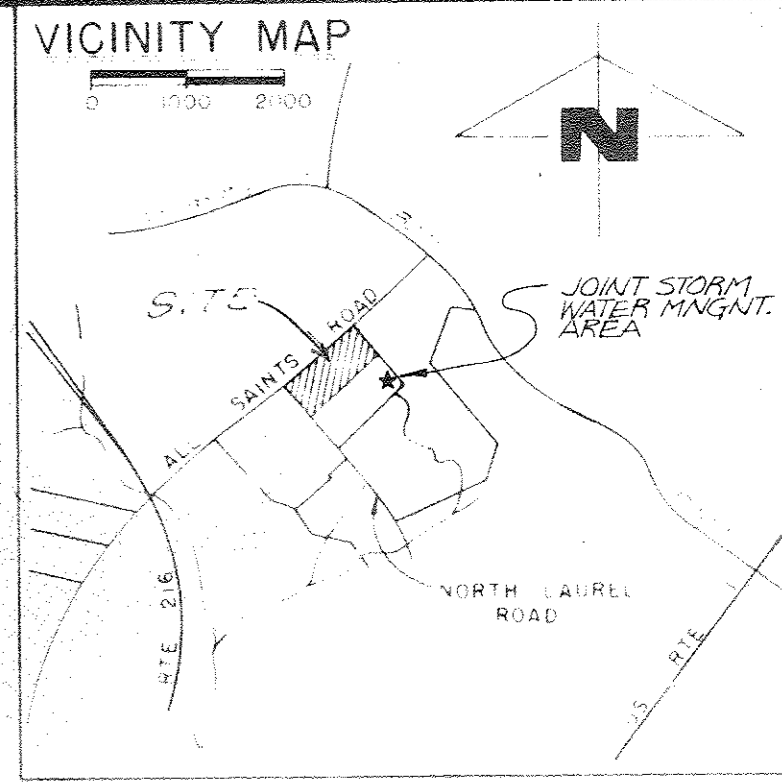 VICINITY MAP
0 1000 2000
N
JOINT STORM
WATER MNGNT.
AREA
SITE
ALL SAINTS ROAD
NORTH LAUREL
ROAD
RTE 216
US RTE